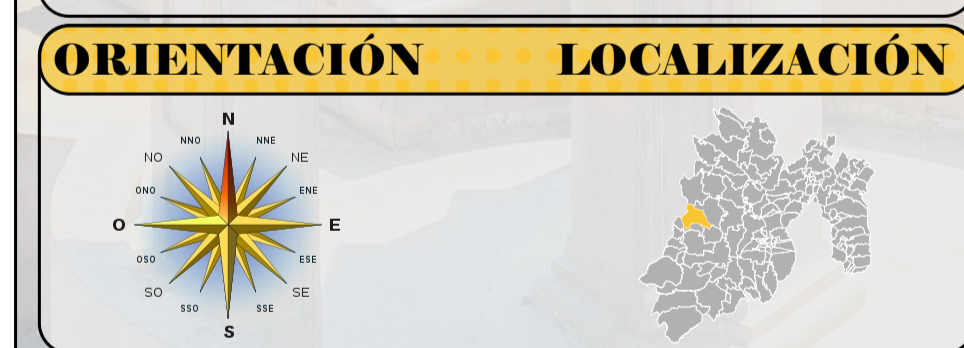 ORIENTACIÓN LOCALIZACIÓN
N
NNO NNE
NO NE
ONO ENE
O E
OSO ESE
SO SE
SSO SSE
S